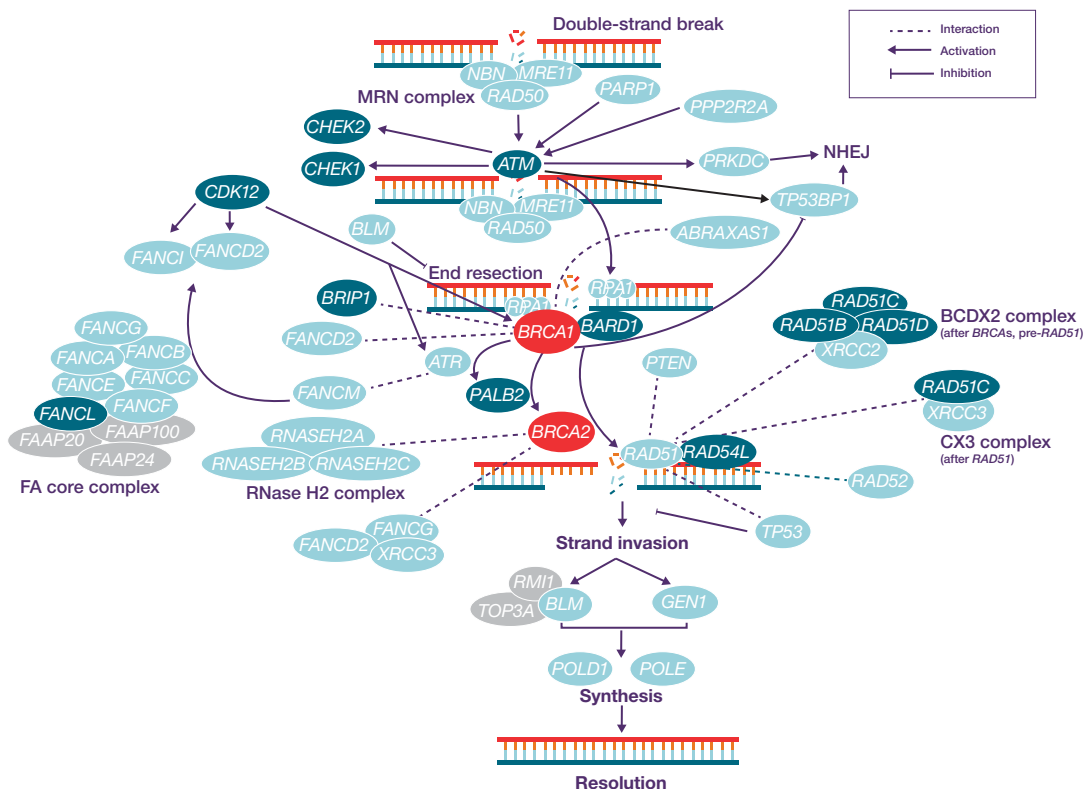 Double-strand break
Interaction
Activation
Inhibition
NBN
MRE11
RAD50
MRN complex
PARP1
PPP2R2A
CHEK2
CHEK1
ATM
PRKDC
NHEJ
CDK12
TP53BP1
NBN
MRE11
RAD50
FANCI
FANCD2
BLM
ABRAXAS1
End resection
BRIP1
RPA1
RPA1
BRCA1
BARD1
FANCD2
ATR
PALB2
FANCM
BRCA2
PTEN
RAD51C
RAD51B
RAD51D
XRCC2
BCDX2 complex
(after BRCAs, pre-RAD51)
RAD51C
XRCC3
CX3 complex
(after RAD51)
FANCG
FANCA
FANCB
FANCE
FANCC
FANCL
FANCF
FAAP20
FAAP100
FAAP24
FA core complex
RNASEH2A
RNASEH2B
RNASEH2C
RNase H2 complex
RAD51
RAD54L
RAD52
FANCG
FANCD2
XRCC3
TP53
Strand invasion
RMI1
TOP3A
BLM
GEN1
POLD1
POLE
Synthesis
Resolution